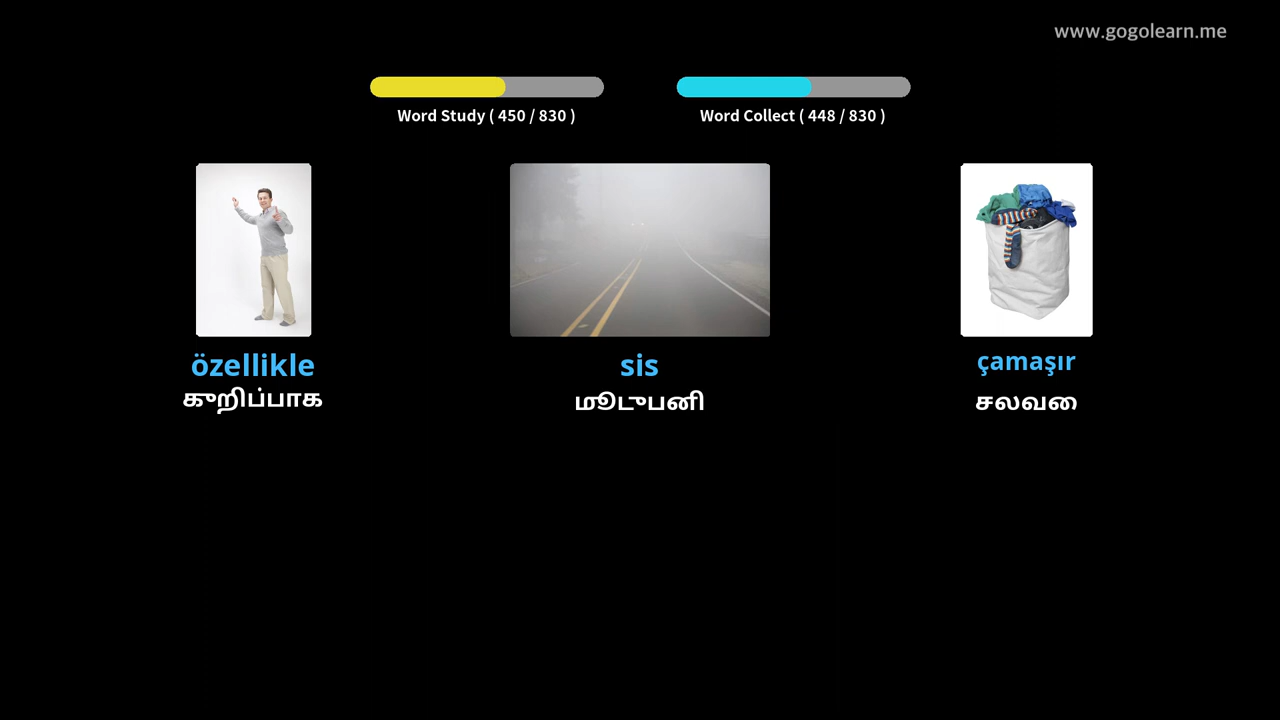 www.gogolearn.me
Word Study ( 450 / 830 )
Word Collect ( 448 / 830 )
özellikle
குறிப்பாக
sis
மூடுபனி
çamaşır
சலவை